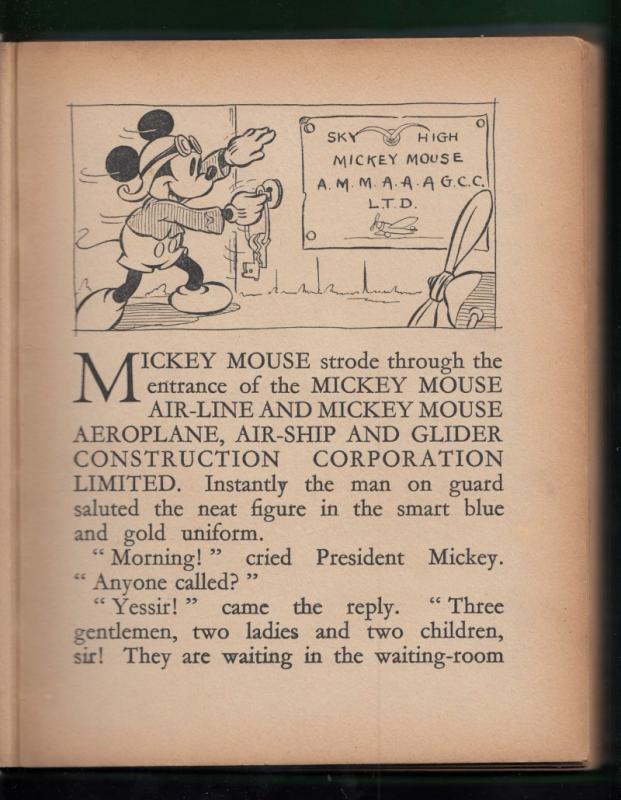 SKY HIGH
MICKEY MOUSE
A. M. M. A. A. A G. C. C.
L.T.D.
MICKEY MOUSE strode through the
entrance of the MICKEY MOUSE
AIR-LINE AND MICKEY MOUSE
AEROPLANE, AIR-SHIP AND GLIDER
CONSTRUCTION CORPORATION
LIMITED. Instantly the man on guard
saluted the neat figure in the smart blue
and gold uniform.
“ Morning! ” cried President Mickey.
“ Anyone called? ”
“ Yessir! ” came the reply. “ Three
gentlemen, two ladies and two children,
sir! They are waiting in the waiting-room